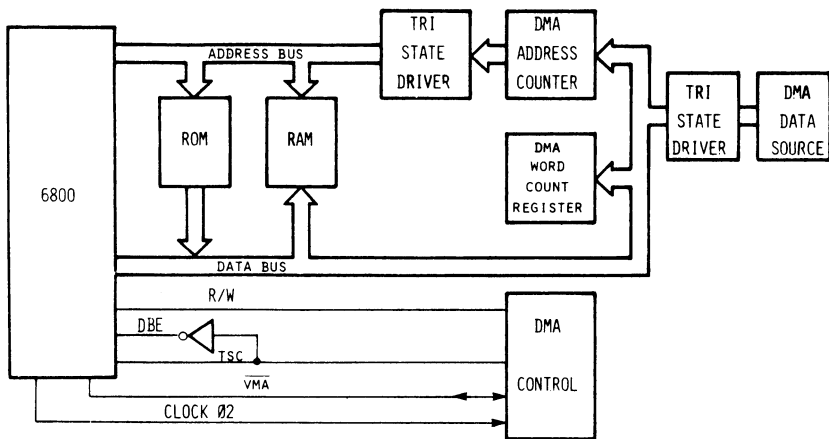 6800
ADDRESS BUS
ROM
RAM
TRI
STATE
DRIVER
DMA
ADDRESS
COUNTER
DMA
WORD
COUNT
REGISTER
TRI
STATE
DRIVER
DMA
DATA
SOURCE
DATA BUS
R/W
DBE
TSC
VMA
CLOCK Ø2
DMA
CONTROL